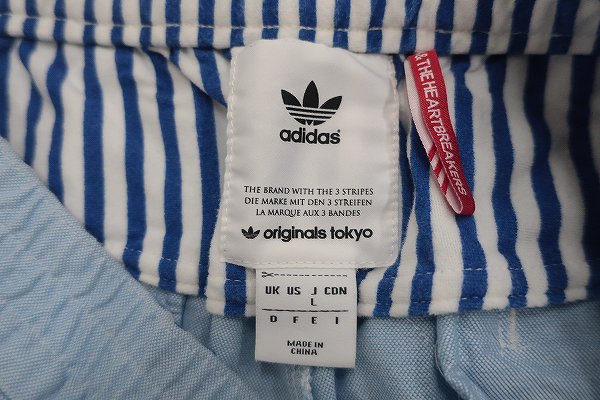 adidas
THE BRAND WITH THE 3 STRIPES
DIE MARKE MIT DEN 3 STREIFEN
LA MARQUE AUX 3 BANDES
originals tokyo
UK US J CDN
L
D F E I
MADE IN
CHINA
& THE HEARTBREAKERS